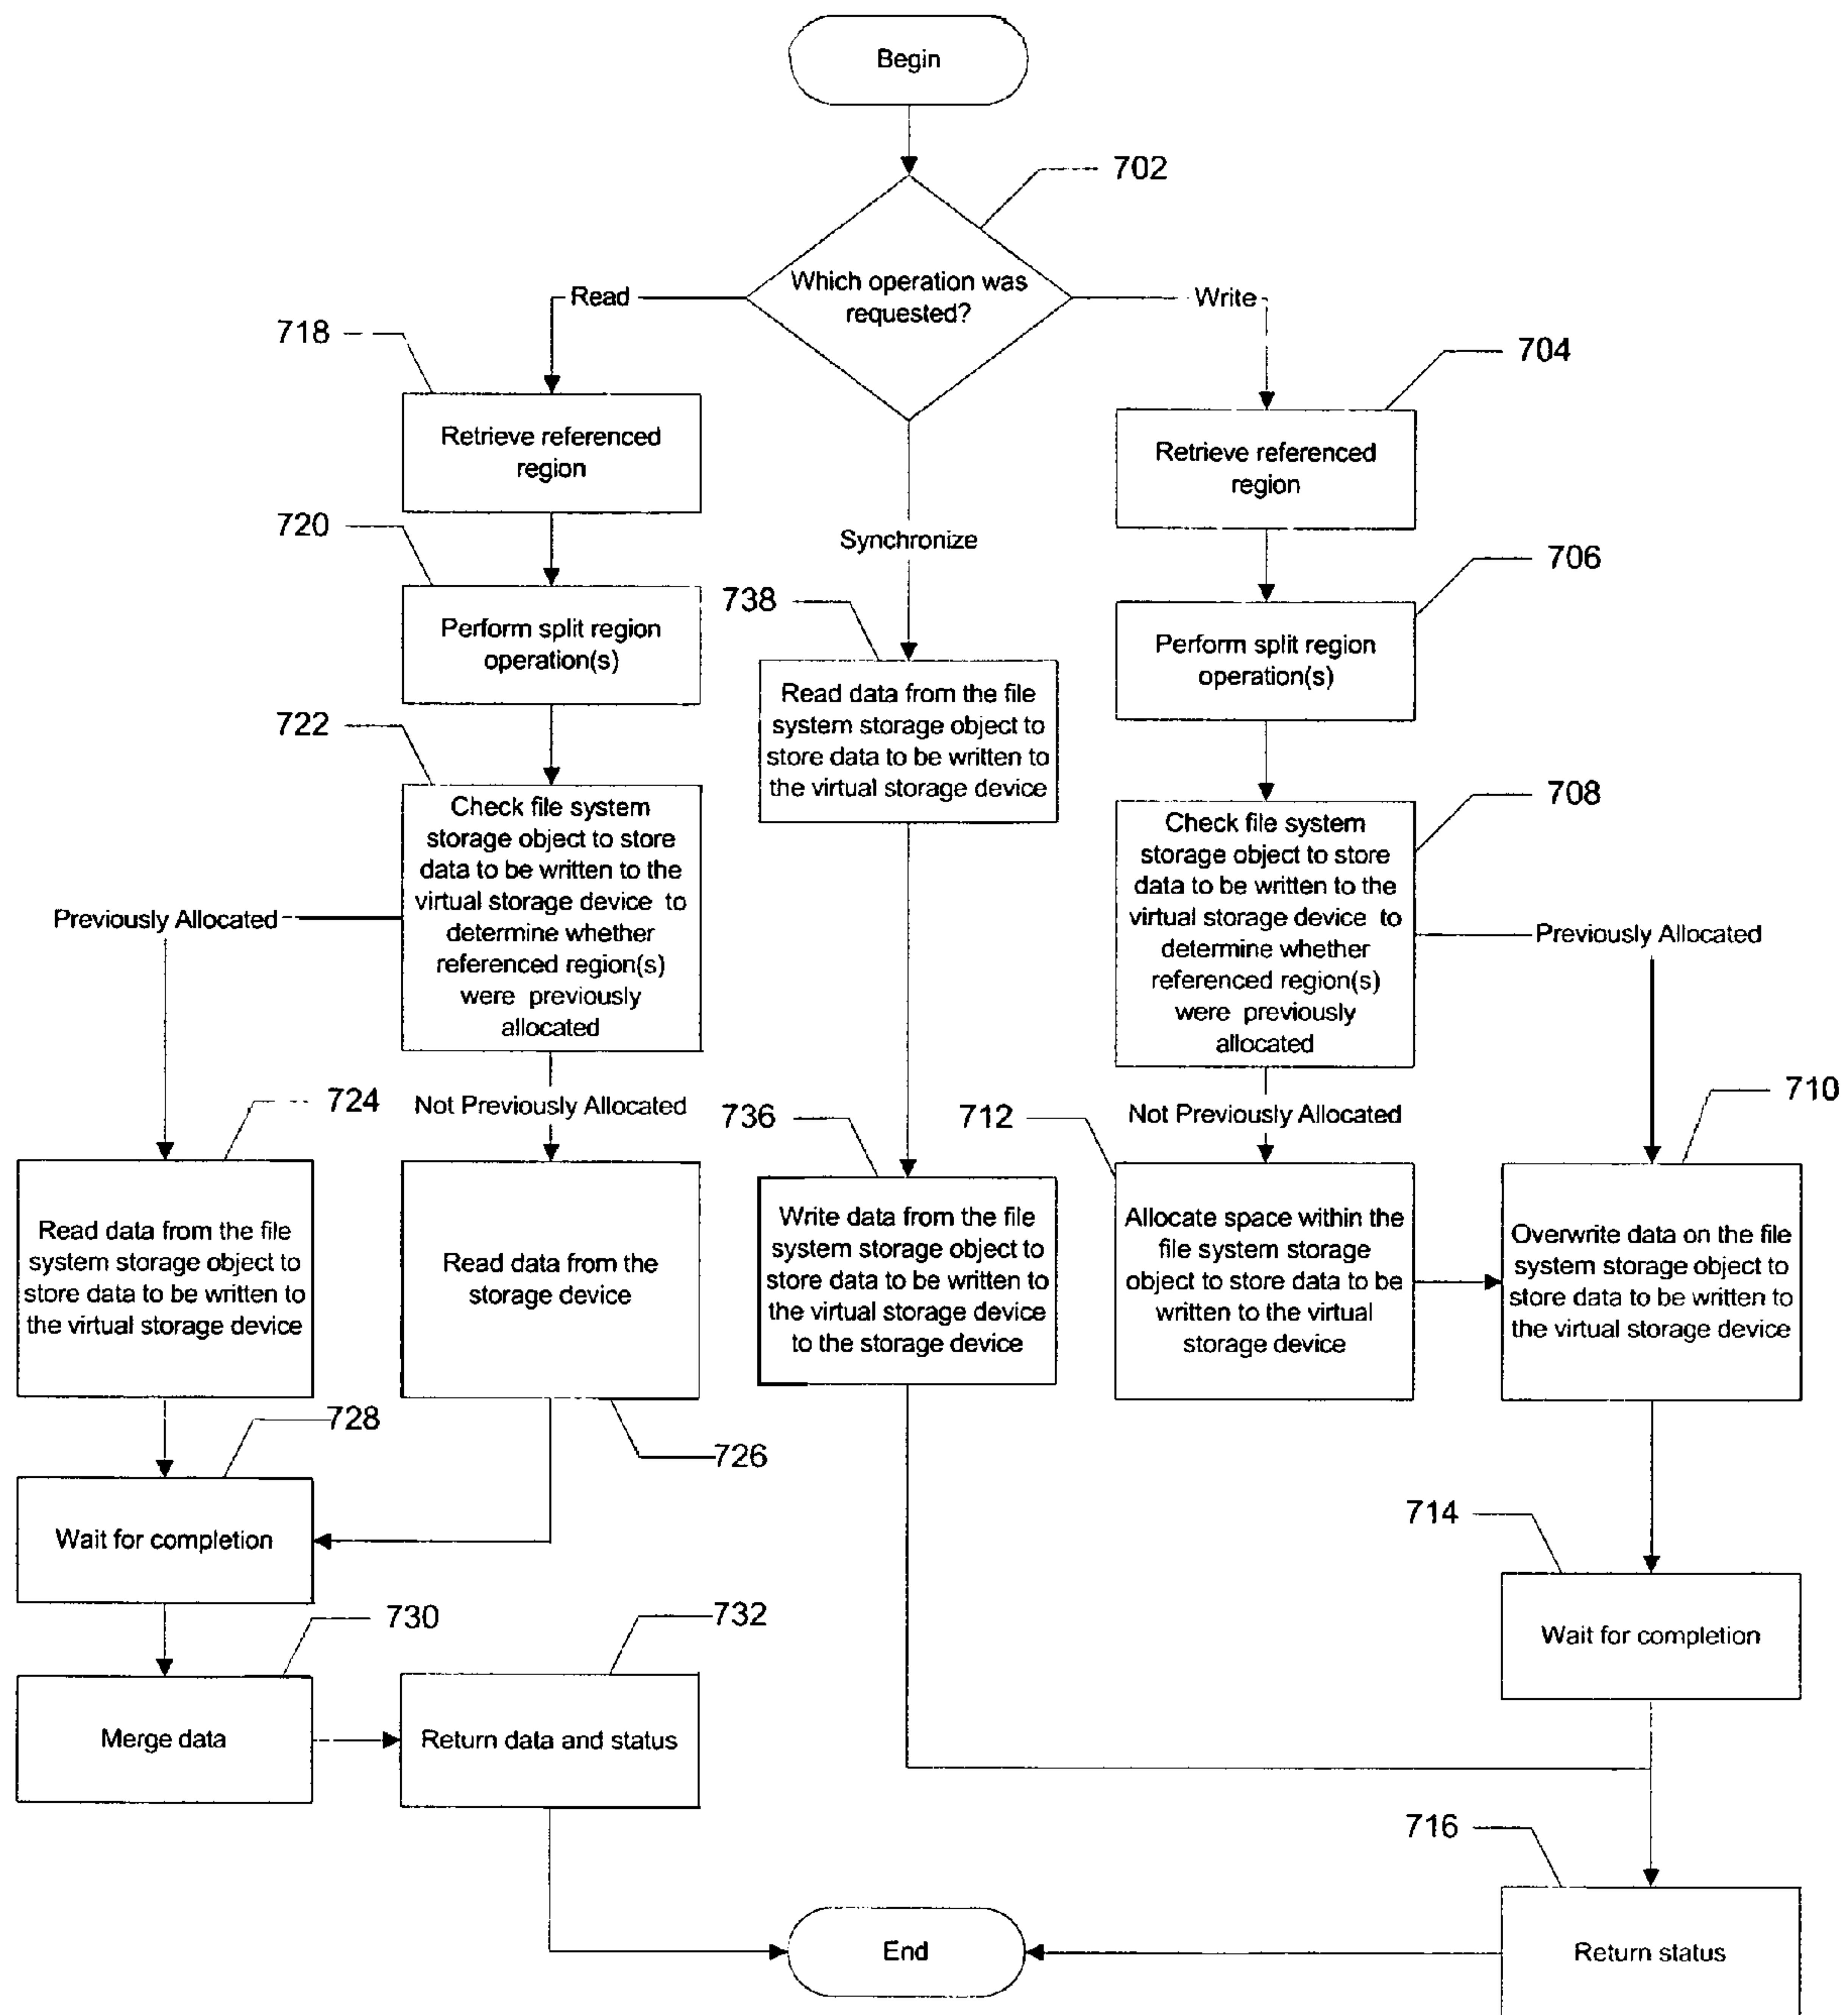 Begin
702
Which operation was
requested?
Read
Write
718
704
Retrieve referenced
region
Retrieve referenced
region
720
Synchronize
706
738
Perform split region
operation(s)
Perform split region
operation(s)
722
Read data from the file
system storage object to
store data to be written to
the virtual storage device
708
Check file system
storage object to store
data to be written to the
virtual storage device to
determine whether
referenced region(s)
were previously
allocated
Check file system
storage object to store
data to be written to the
virtual storage device to
determine whether
referenced region(s)
were previously
allocated
Previously Allocated
Previously Allocated
724
Not Previously Allocated
736
712
Not Previously Allocated
710
Read data from the file
system storage object to
store data to be written to
the virtual storage device
Read data from the
storage device
Write data from the file
system storage object to
store data to be written to
the virtual storage device
to the storage device
Allocate space within the
file system storage
object to store data to be
written to the virtual
storage device
Overwrite data on the file
system storage object to
store data to be written to
the virtual storage device
728
726
Wait for completion
714
730
732
Wait for completion
Merge data
Return data and status
716
End
Return status